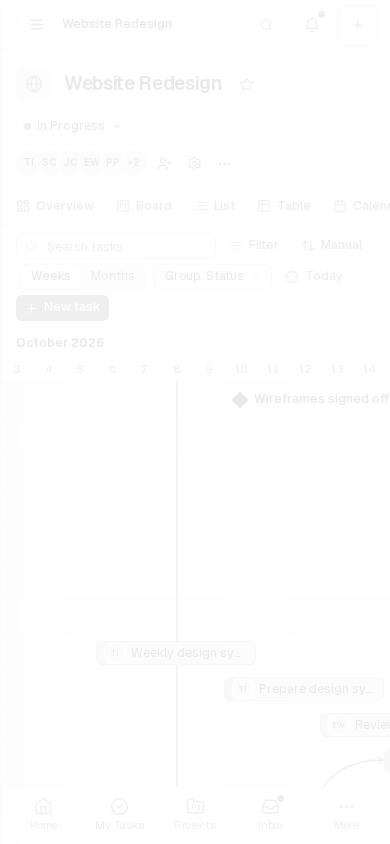 Website Redesign
Website Redesign
In Progress
TI SC JC EW PP +2
Overview Board List Table Calend
Search tasks Filter Manual
Weeks Months Group: Status Today
New task
October 2026
3 4 5 6 7 8 9 10 11 12 13 14
Wireframes signed off
TI Weekly design sy...
TI Prepare design sy...
EW Review
Home My Tasks Projects Inbox More